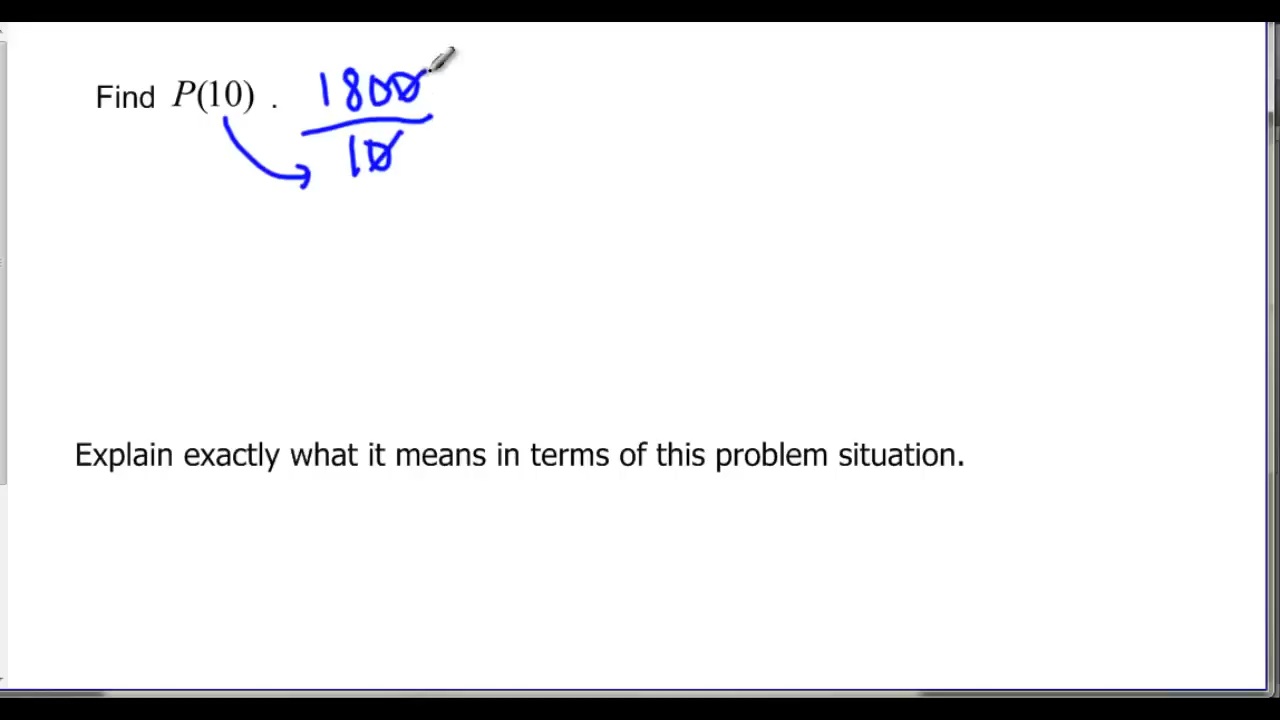 Find P(10) . 1800
10
Explain exactly what it means in terms of this problem situation.